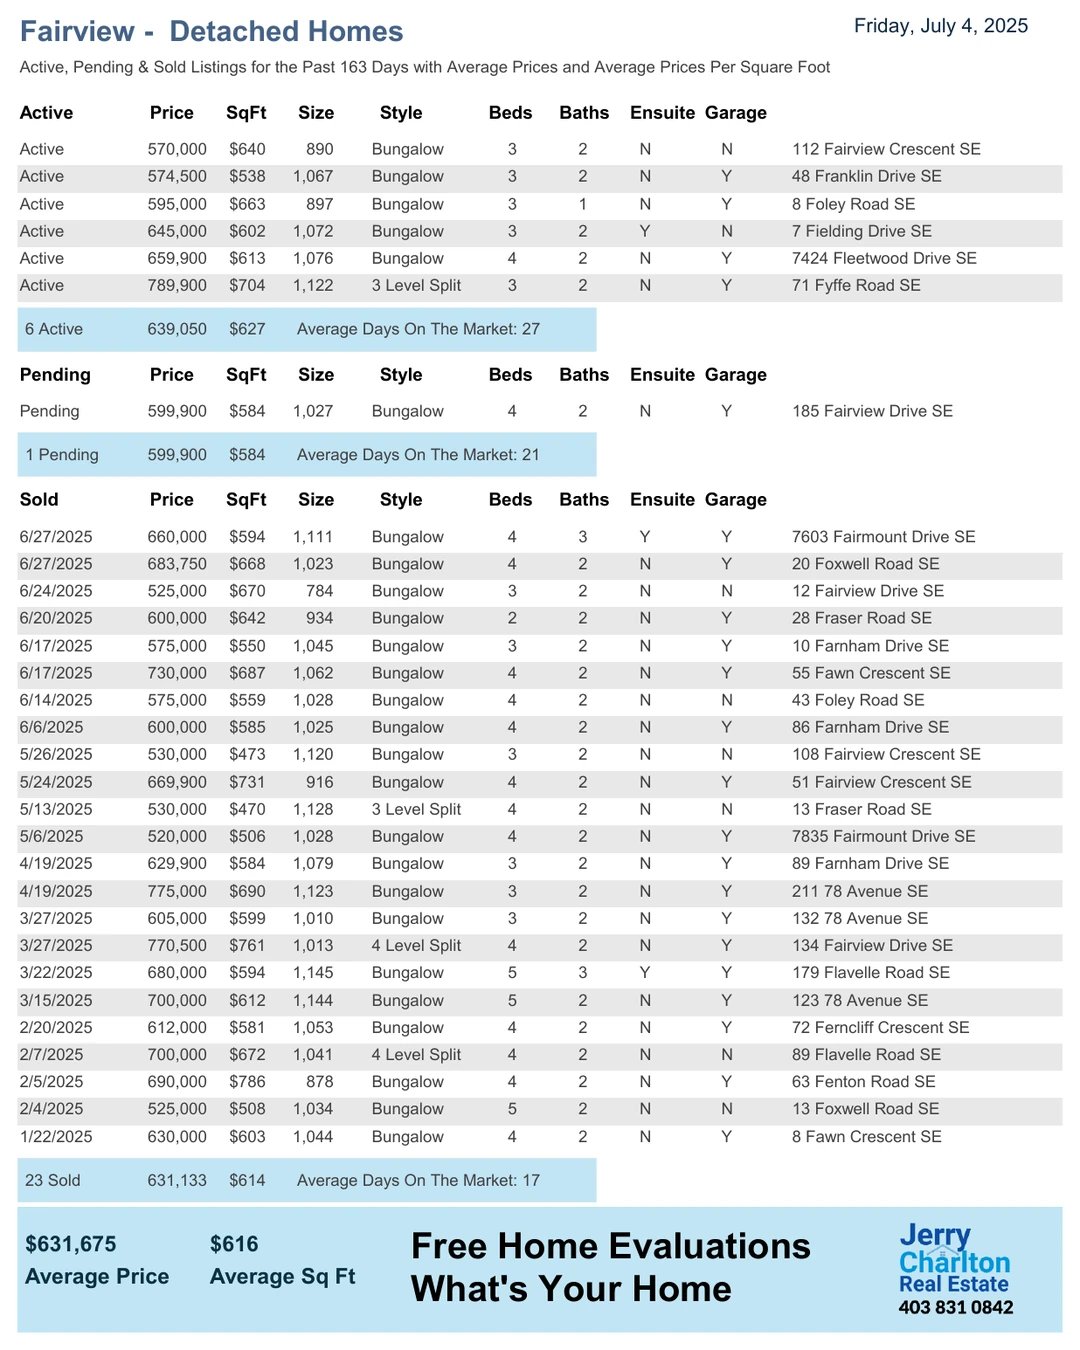 Fairview -  Detached Homes
Friday, July 4, 2025
Active, Pending & Sold Listings for the Past 163 Days with Average Prices and Average Prices Per Square Foot
Active Price SqFt Size Style Beds Baths Ensuite Garage
Active 570,000 $640 890 Bungalow 3 2 N N 112 Fairview Crescent SE
Active 574,500 $538 1,067 Bungalow 3 2 N Y 48 Franklin Drive SE
Active 595,000 $663 897 Bungalow 3 1 N Y 8 Foley Road SE
Active 645,000 $602 1,072 Bungalow 3 2 Y N 7 Fielding Drive SE
Active 659,900 $613 1,076 Bungalow 4 2 N Y 7424 Fleetwood Drive SE
Active 789,900 $704 1,122 3 Level Split 3 2 N Y 71 Fyffe Road SE
6 Active 639,050 $627 Average Days On The Market: 27
Pending Price SqFt Size Style Beds Baths Ensuite Garage
Pending 599,900 $584 1,027 Bungalow 4 2 N Y 185 Fairview Drive SE
1 Pending 599,900 $584 Average Days On The Market: 21
Sold Price SqFt Size Style Beds Baths Ensuite Garage
6/27/2025 660,000 $594 1,111 Bungalow 4 3 Y Y 7603 Fairmount Drive SE
6/27/2025 683,750 $668 1,023 Bungalow 4 2 N Y 20 Foxwell Road SE
6/24/2025 525,000 $670 784 Bungalow 3 2 N N 12 Fairview Drive SE
6/20/2025 600,000 $642 934 Bungalow 2 2 N Y 28 Fraser Road SE
6/17/2025 575,000 $550 1,045 Bungalow 3 2 N Y 10 Farnham Drive SE
6/17/2025 730,000 $687 1,062 Bungalow 4 2 N Y 55 Fawn Crescent SE
6/14/2025 575,000 $559 1,028 Bungalow 4 2 N N 43 Foley Road SE
6/6/2025 600,000 $585 1,025 Bungalow 4 2 N Y 86 Farnham Drive SE
5/26/2025 530,000 $473 1,120 Bungalow 3 2 N N 108 Fairview Crescent SE
5/24/2025 669,900 $731 916 Bungalow 4 2 N Y 51 Fairview Crescent SE
5/13/2025 530,000 $470 1,128 3 Level Split 4 2 N N 13 Fraser Road SE
5/6/2025 520,000 $506 1,028 Bungalow 4 2 N Y 7835 Fairmount Drive SE
4/19/2025 629,900 $584 1,079 Bungalow 3 2 N Y 89 Farnham Drive SE
4/19/2025 775,000 $690 1,123 Bungalow 3 2 N Y 211 78 Avenue SE
3/27/2025 605,000 $599 1,010 Bungalow 3 2 N Y 132 78 Avenue SE
3/27/2025 770,500 $761 1,013 4 Level Split 4 2 N Y 134 Fairview Drive SE
3/22/2025 680,000 $594 1,145 Bungalow 5 3 Y Y 179 Flavelle Road SE
3/15/2025 700,000 $612 1,144 Bungalow 5 2 N Y 123 78 Avenue SE
2/20/2025 612,000 $581 1,053 Bungalow 4 2 N Y 72 Ferncliff Crescent SE
2/7/2025 700,000 $672 1,041 4 Level Split 4 2 N N 89 Flavelle Road SE
2/5/2025 690,000 $786 878 Bungalow 4 2 N Y 63 Fenton Road SE
2/4/2025 525,000 $508 1,034 Bungalow 5 2 N N 13 Foxwell Road SE
1/22/2025 630,000 $603 1,044 Bungalow 4 2 N Y 8 Fawn Crescent SE
23 Sold 631,133 $614 Average Days On The Market: 17
$631,675 $616
Average Price Average Sq Ft
Free Home Evaluations
What's Your Home
Jerry
Charlton
Real Estate
403 831 0842